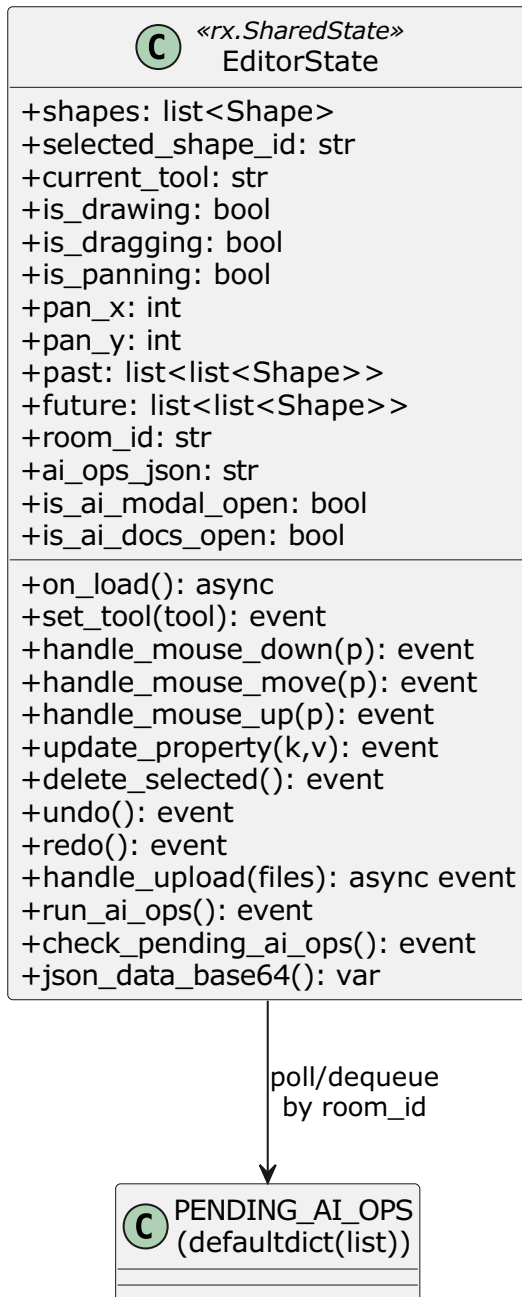 C
«rx.SharedState»
EditorState
+shapes: list<Shape>
+selected_shape_id: str
+current_tool: str
+is_drawing: bool
+is_dragging: bool
+is_panning: bool
+pan_x: int
+pan_y: int
+past: list<list<Shape>>
+future: list<list<Shape>>
+room_id: str
+ai_ops_json: str
+is_ai_modal_open: bool
+is_ai_docs_open: bool
+on_load(): async
+set_tool(tool): event
+handle_mouse_down(p): event
+handle_mouse_move(p): event
+handle_mouse_up(p): event
+update_property(k,v): event
+delete_selected(): event
+undo(): event
+redo(): event
+handle_upload(files): async event
+run_ai_ops(): event
+check_pending_ai_ops(): event
+json_data_base64(): var
poll/dequeue
by room_id
C
PENDING_AI_OPS
(defaultdict(list))